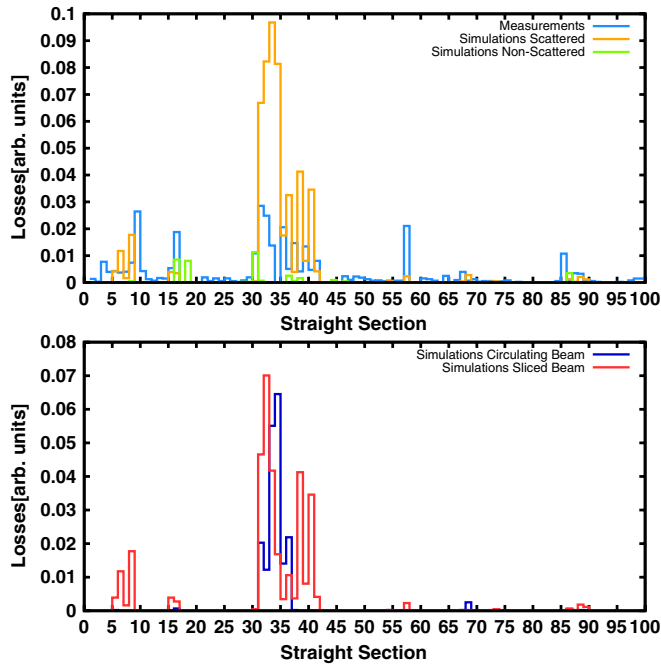 Measurements
Simulations Scattered
Simulations Non-Scattered
Losses[arb. units]
0.1
0.09
0.08
0.07
0.06
0.05
0.04
0.03
0.02
0.01
0
0 5 10 15 20 25 30 35 40 45 50 55 60 65 70 75 80 85 90 95 100
Straight Section
Simulations Circulating Beam
Simulations Sliced Beam
Losses[arb. units]
0.08
0.07
0.06
0.05
0.04
0.03
0.02
0.01
0
0 5 10 15 20 25 30 35 40 45 50 55 60 65 70 75 80 85 90 95 100
Straight Section